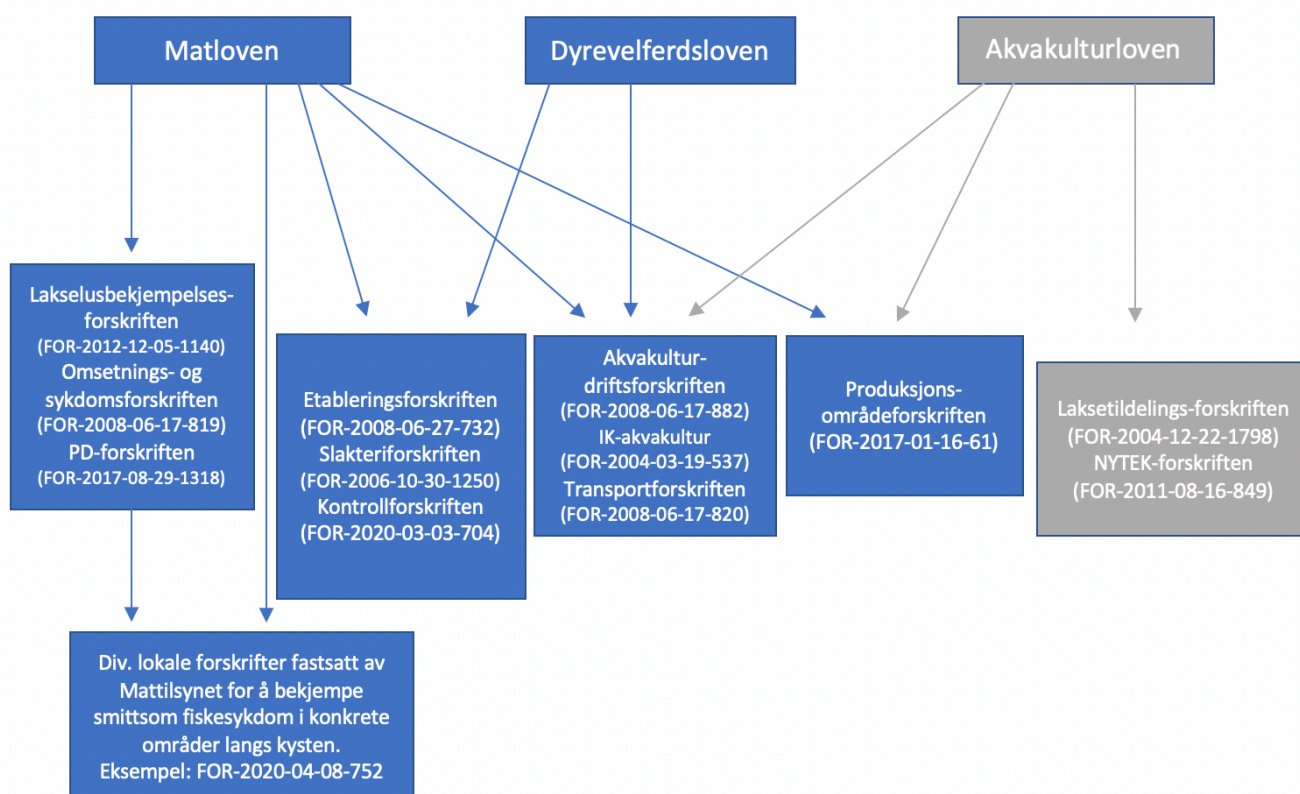 Matloven
Dyrevelferdsloven
Akvakulturloven
Lakselusbekjempelses-
forskriften
(FOR-2012-12-05-1140)
Omsetnings- og
sykdomsforskriften
(FOR-2008-06-17-819)
PD-forskriften
(FOR-2017-08-29-1318)
Etableringsforskriften
(FOR-2008-06-27-732)
Slakteriforskriften
(FOR-2006-10-30-1250)
Kontrollforskriften
(FOR-2020-03-03-704)
Akvakultur-
driftsforskriften
(FOR-2008-06-17-882)
IK-akvakultur
(FOR-2004-03-19-537)
Transportforskriften
(FOR-2008-06-17-820)
Produksjons-
områdeforskriften
(FOR-2017-01-16-61)
Laksetildelings-forskriften
(FOR-2004-12-22-1798)
NYTEK-forskriften
(FOR-2011-08-16-849)
Div. lokale forskrifter fastsatt av
Mattilsynet for å bekjempe
smittsom fiskesykdom i konkrete
områder langs kysten.
Eksempel: FOR-2020-04-08-752